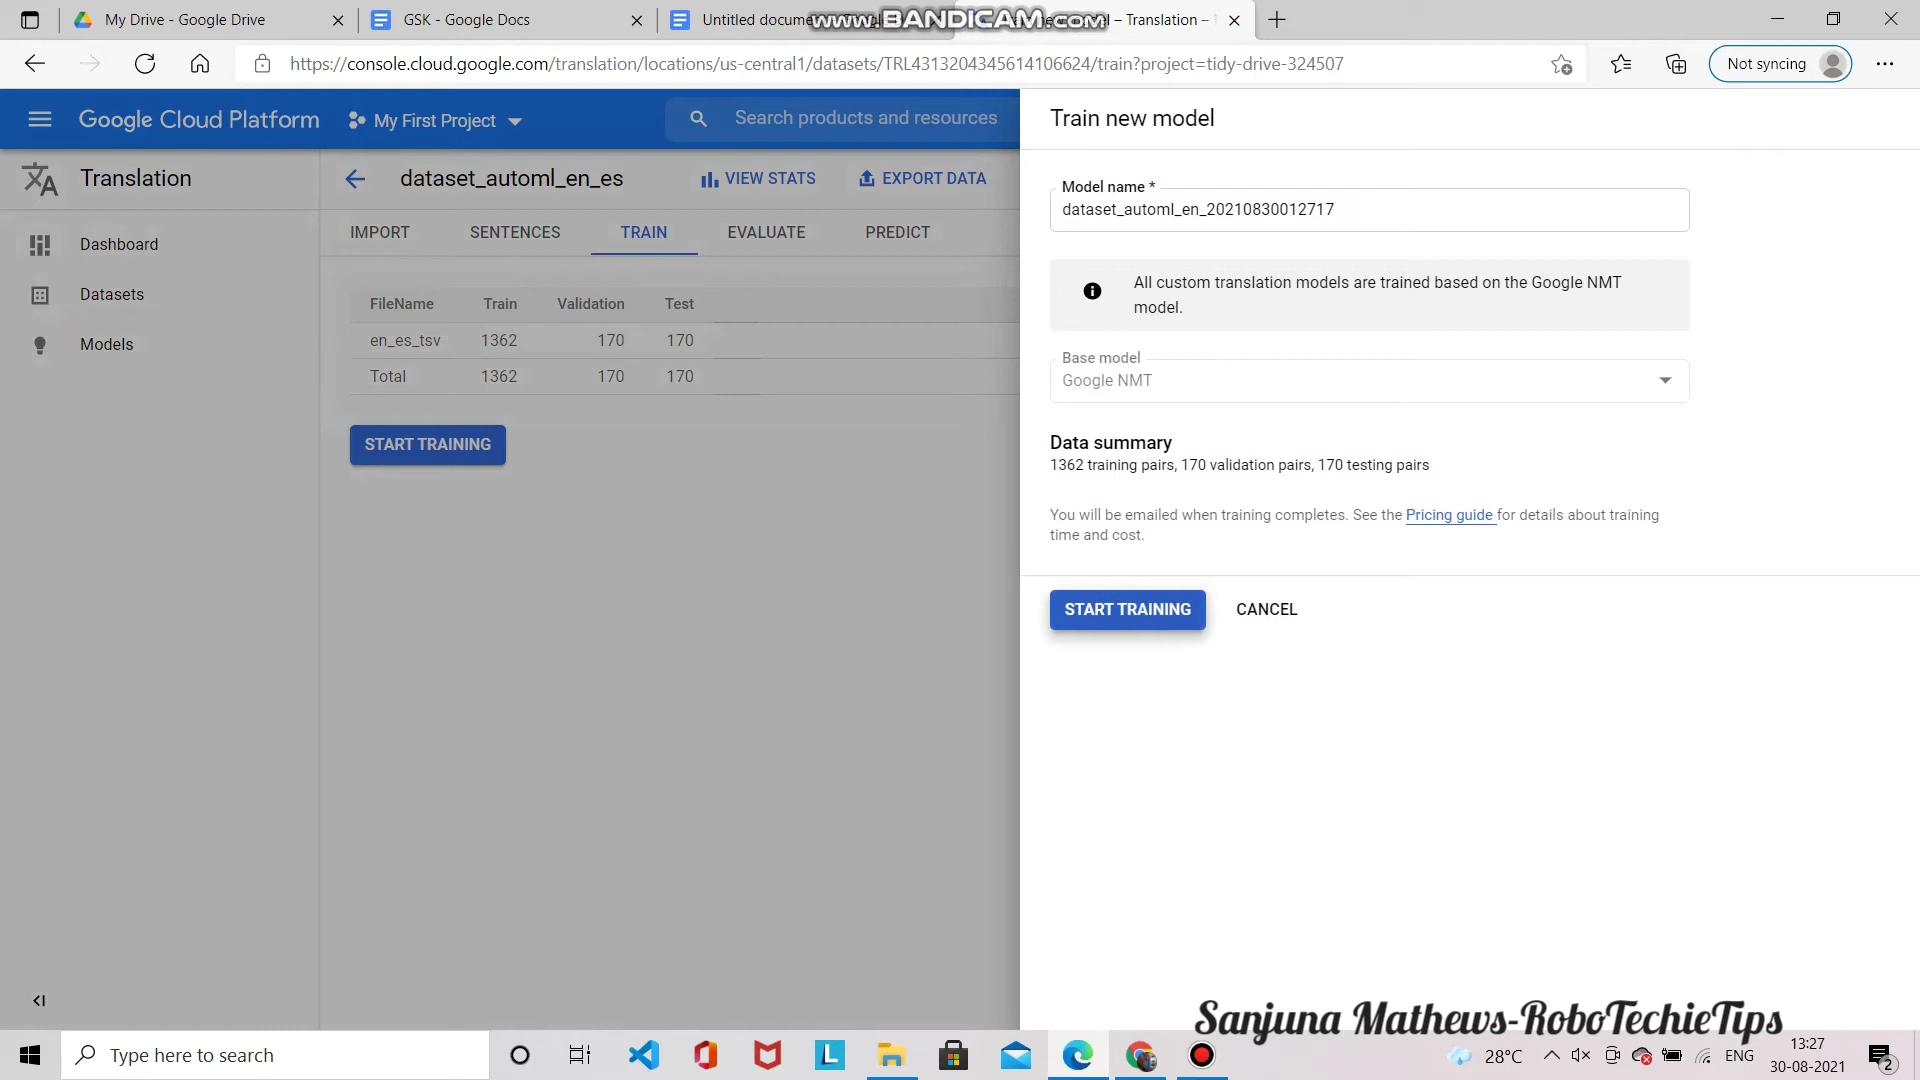 My Drive - Google Drive
GSK - Google Docs
Untitled
– Translation –
www.BANDICAM.com
https://console.cloud.google.com/translation/locations/us-central1/datasets/TRL4313204345614106624/train?project=tidy-drive-324507
Not syncing
Google Cloud Platform
My First Project
Search products and resources
Train new model
Translation
dataset_automl_en_es
VIEW STATS
EXPORT DATA
Dashboard
Datasets
Models
IMPORT
SENTENCES
TRAIN
EVALUATE
PREDICT
FileName Train Validation Test
en_es_tsv 1362 170 170
Total 1362 170 170
START TRAINING
Model name *
dataset_automl_en_20210830012717
All custom translation models are trained based on the Google NMT
model.
Base model
Google NMT
Data summary
1362 training pairs, 170 validation pairs, 170 testing pairs
You will be emailed when training completes. See the Pricing guide for details about training
time and cost.
START TRAINING
CANCEL
Sanjuna Mathews-RoboTechieTips
Type here to search
L
28°C
ENG
13:27
30-08-2021
2